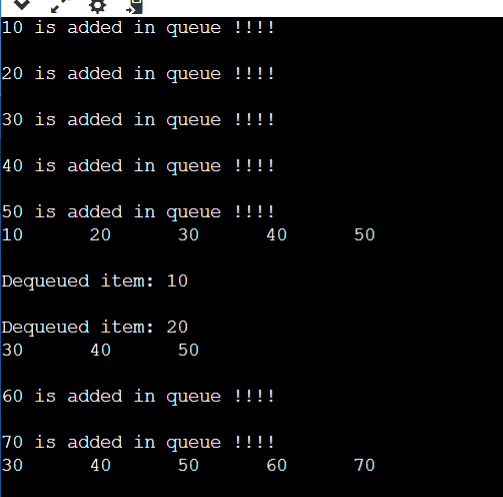 10 is added in queue !!!!
20 is added in queue !!!!
30 is added in queue !!!!
40 is added in queue !!!!
50 is added in queue !!!!
10 20 30 40 50
Dequeued item: 10
Dequeued item: 20
30 40 50
60 is added in queue !!!!
70 is added in queue !!!!
30 40 50 60 70